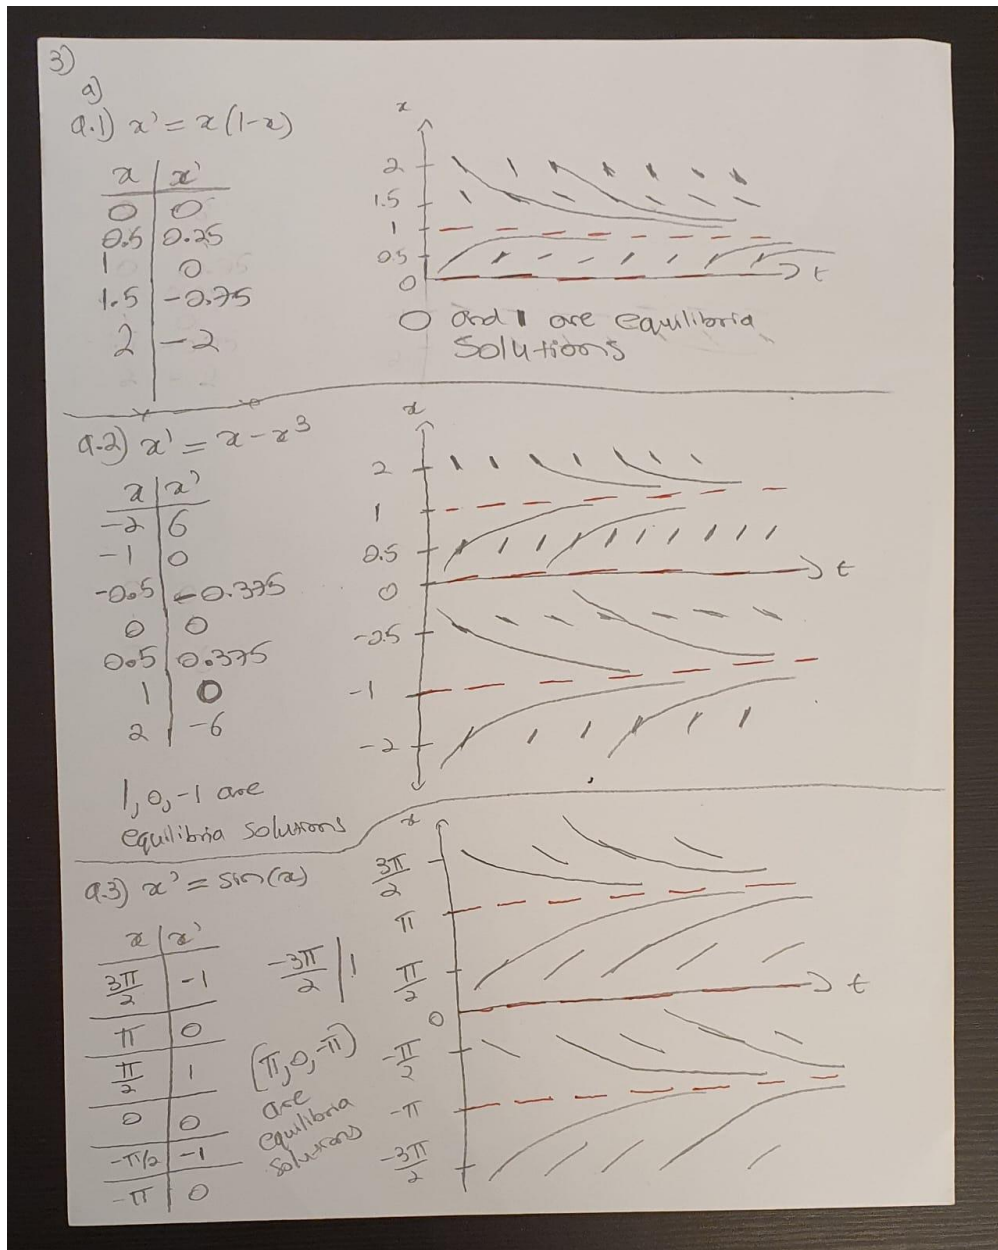 3)
a)
a.1) x' = x(1-x)
x | x'
0 | 0
0.5 | 0.25
1 | 0
1.5 | -0.75
2 | -2
x
2
1.5
1
0.5
0
t
0 and 1 are equilibria
solutions
a.2) x' = x - x³
x | x'
-2 | 6
-1 | 0
-0.5 | -0.375
0 | 0
0.5 | 0.375
1 | 0
2 | -6
1, 0, -1 are
equilibria solutions
x
2
1
0.5
0
t
-0.5
-1
-2
a.3) x' = sin(x)
x | x'
3π/2 | -1
π | 0
π/2 | 1
0 | 0
-π/2 | -1
-π | 0
-3π/2 | 1
(π, 0, -π)
are
equilibria
solutions
x
3π/2
π
π/2
0
t
-π/2
-π
-3π/2